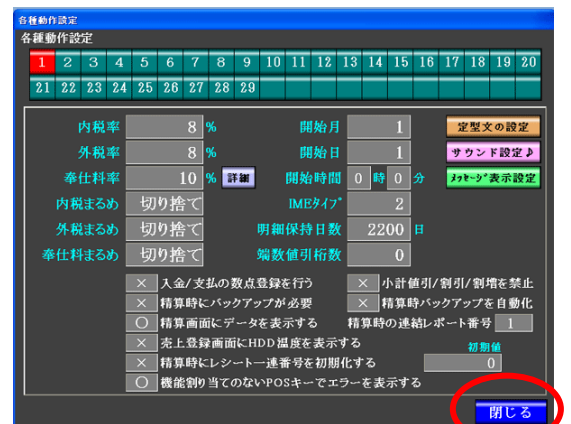 各種動作設定
各種動作設定
1 2 3 4 5 6 7 8 9 10 11 12 13 14 15 16 17 18 19 20
21 22 23 24 25 26 27 28 29
内税率 8 % 開始月 1 定型文の設定
外税率 8 % 開始日 1 サウンド設定♪
奉仕料率 10 % 詳細 開始時間 0 時 0 分 ﾒｯｾｰｼﾞ表示設定
内税まるめ 切り捨て IMEﾀｲﾌﾟ 2
外税まるめ 切り捨て 明細保持日数 2200 日
奉仕料まるめ 切り捨て 端数値引桁数 0
× 入金/支払の数点登録を行う × 小計値引/割引/割増を禁止
× 精算時にバックアップが必要 × 精算時バックアップを自動化
○ 精算画面にデータを表示する 精算時の連結レポート番号 1
× 売上登録画面にHDD温度を表示する 初期値
× 精算時にレシート一連番号を初期化する 0
○ 機能割り当てのないPOSキーでエラーを表示する
閉じる